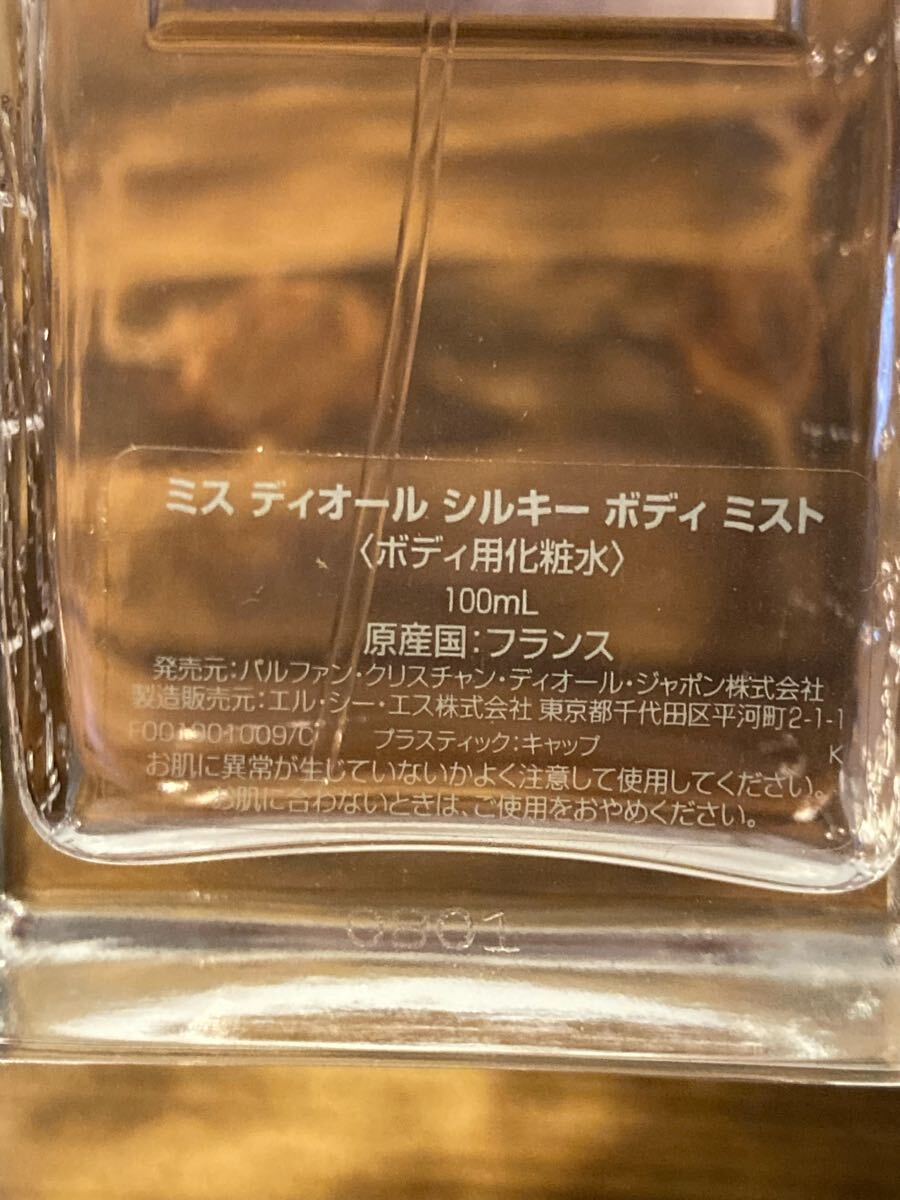 ミス ディオール シルキー ボディ ミスト
〈ボディ用化粧水〉
100mL
原産国:フランス
発売元:パルファン・クリスチャン・ディオール・ジャポン株式会社
製造販売元:エル・シー・エス株式会社 東京都千代田区平河町2-1-1
F001001009/C プラスティック:キャップ K
お肌に異常が生じていないかよく注意して使用してください。
お肌に合わないときは、ご使用をおやめください。
0801